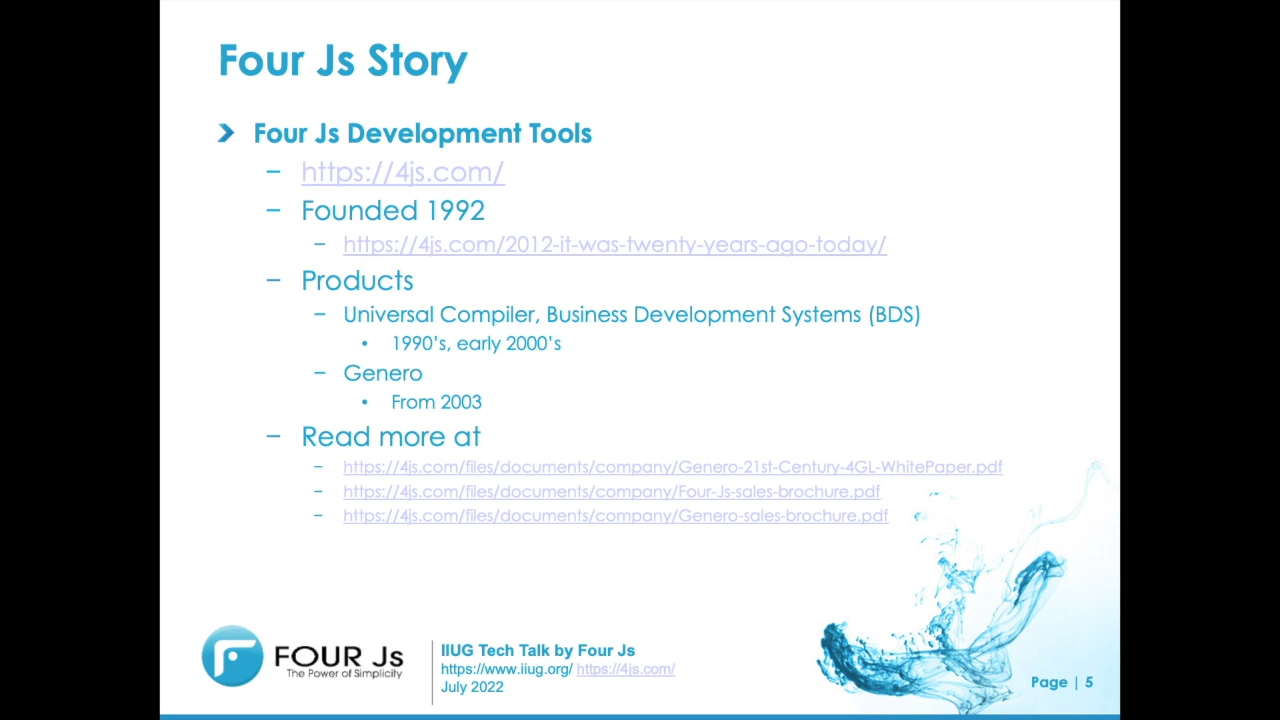 Four Js Story
Four Js Development Tools
– https://4js.com/
– Founded 1992
– https://4js.com/2012-it-was-twenty-years-ago-today/
– Products
– Universal Compiler, Business Development Systems (BDS)
• 1990's, early 2000's
– Genero
• From 2003
– Read more at
– https://4js.com/files/documents/company/Genero-21st-Century-4GL-WhitePaper.pdf
– https://4js.com/files/documents/company/Four-Js-sales-brochure.pdf
– https://4js.com/files/documents/company/Genero-sales-brochure.pdf
FOUR Js
The Power of Simplicity
IIUG Tech Talk by Four Js
https://www.iiug.org/ https://4js.com/
July 2022
Page | 5